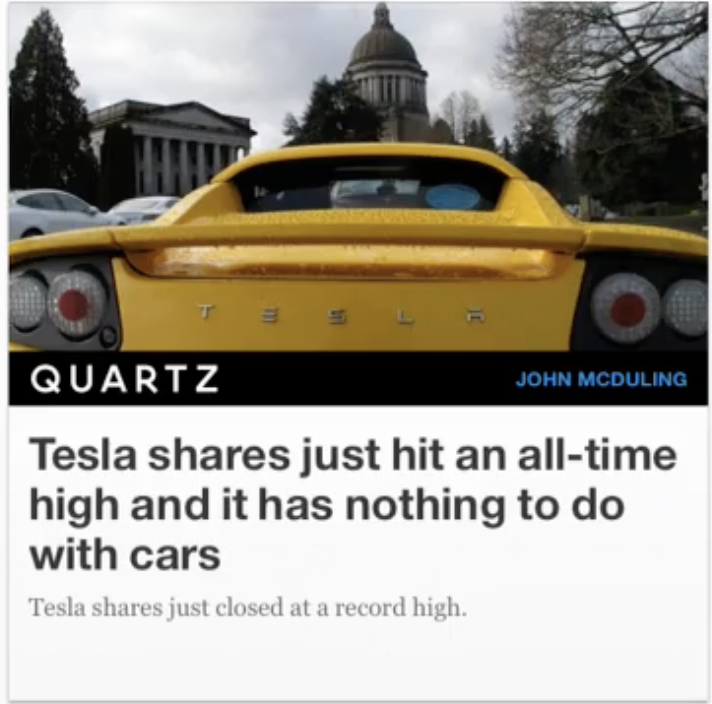 T E S L A
QUARTZ
JOHN MCDULING
Tesla shares just hit an all-time
high and it has nothing to do
with cars
Tesla shares just closed at a record high.